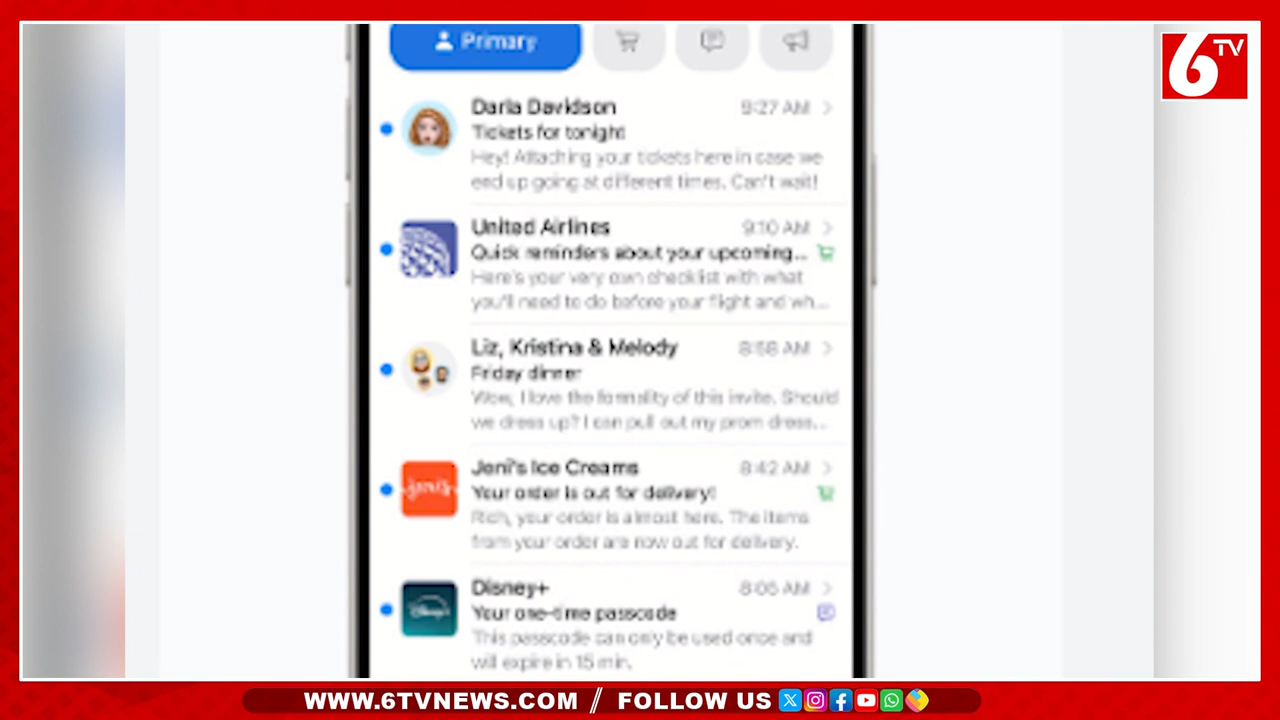 Primary
6 TV
Daria Davidson 9:27 AM
Tickets for tonight
Hey! Attaching your tickets here in case we
end up going at different times. Can't wait!
United Airlines 9:10 AM
Quick reminders about your upcoming...
Here's your very own checklist with what
you'll need to do before your flight and wh...
Liz, Kristina & Melody 8:58 AM
Friday dinner
Wow, I love the formality of this invite. Should
we dress up? I can pull out my prom dress...
Jeni's Ice Creams 8:42 AM
jeni's
Your order is out for delivery!
Rich, your order is almost here. The items
from your order are now out for delivery.
Disney+ 8:05 AM
Disney+
Your one-time passcode
This passcode can only be used once and
will expire in 15 min.
WWW.6TVNEWS.COM / FOLLOW US